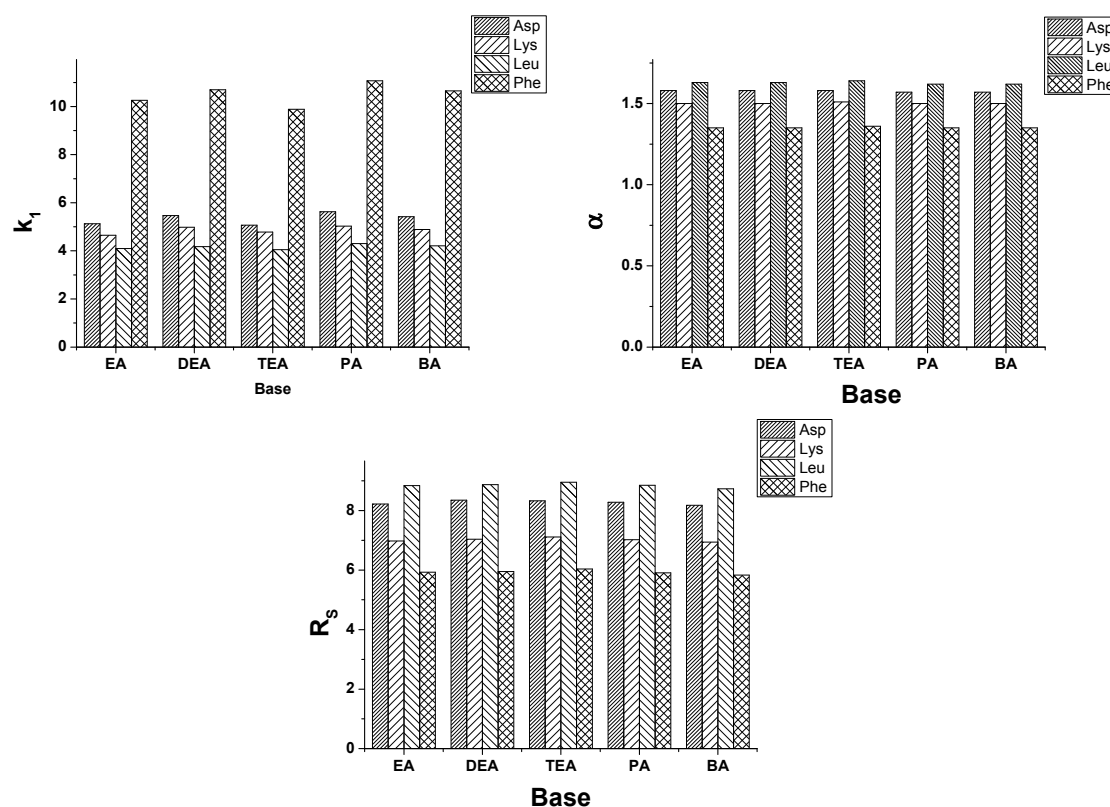 Asp
Lys
Leu
Phe
10
8
6
4
2
0
k1
EA DEA TEA PA BA
Base
Asp
Lys
Leu
Phe
1.5
1.0
0.5
0.0
α
EA DEA TEA PA BA
Base
Asp
Lys
Leu
Phe
8
6
4
2
0
RS
EA DEA TEA PA BA
Base